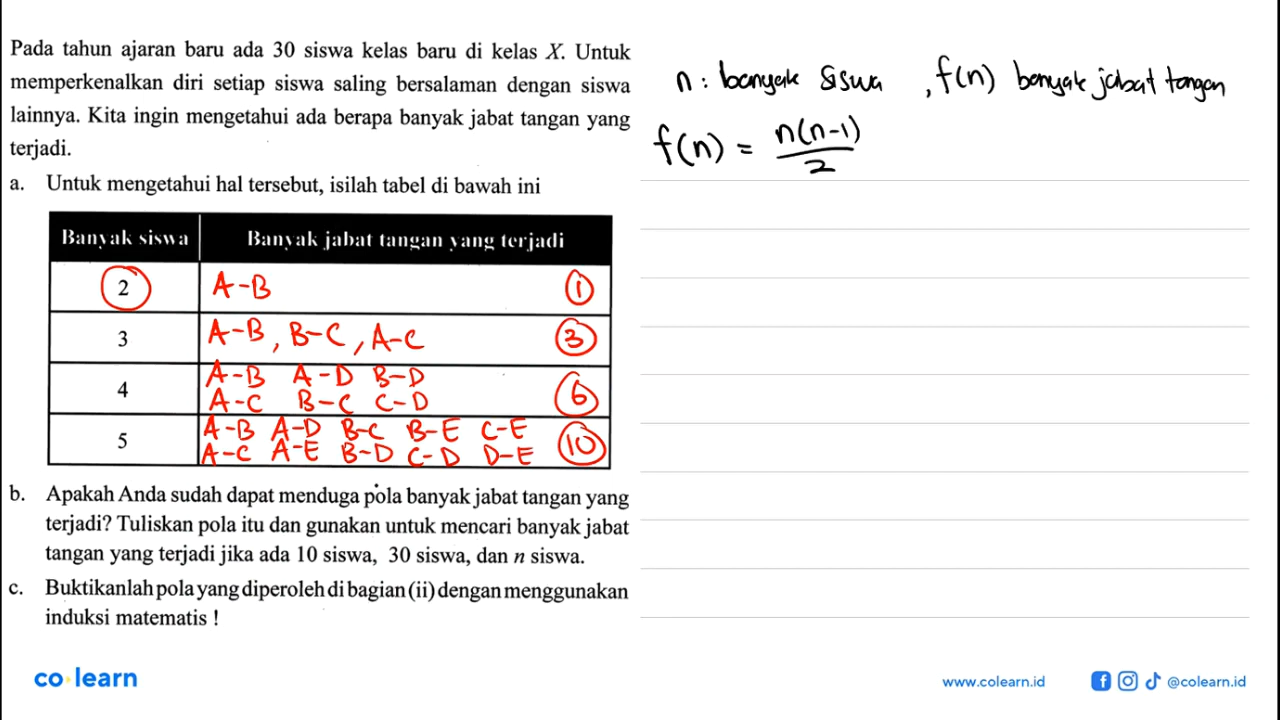 Pada tahun ajaran baru ada 30 siswa kelas baru di kelas X. Untuk
memperkenalkan diri setiap siswa saling bersalaman dengan siswa
lainnya. Kita ingin mengetahui ada berapa banyak jabat tangan yang
terjadi.
a. Untuk mengetahui hal tersebut, isilah tabel di bawah ini
Banyak siswa Banyak jabat tangan yang terjadi
2 A-B 1
3 A-B, B-C, A-C 3
4 A-B A-D B-D
A-C B-C C-D 6
5 A-B A-D B-C B-E C-E
A-C A-E B-D C-D D-E 10
b. Apakah Anda sudah dapat menduga pola banyak jabat tangan yang
terjadi? Tuliskan pola itu dan gunakan untuk mencari banyak jabat
tangan yang terjadi jika ada 10 siswa, 30 siswa, dan n siswa.
c. Buktikanlah pola yang diperoleh di bagian (ii) dengan menggunakan
induksi matematis !
n : banyak siswa , f(n) banyak jabat tangan
f(n) = n(n-1)/2
co learn
www.colearn.id @colearn.id